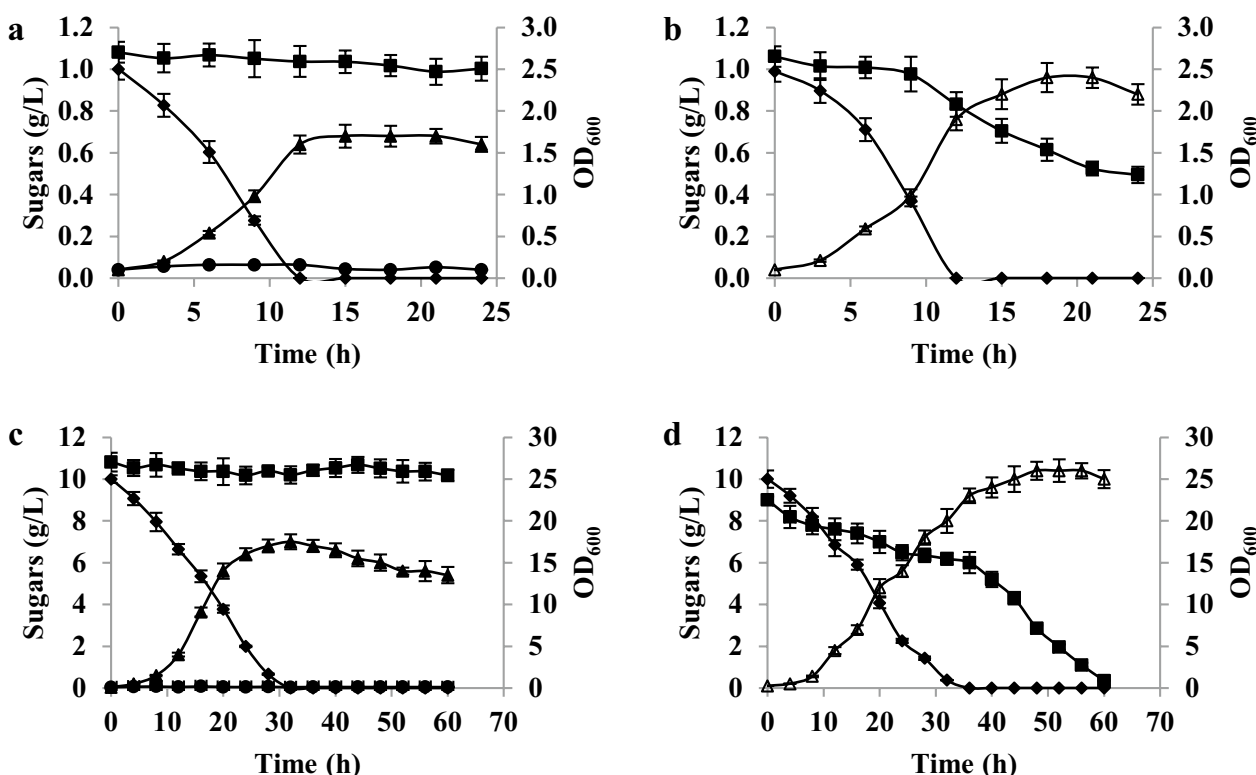 a
1.2 3.0
1.0 2.5
0.8 2.0
0.6 1.5
0.4 1.0
0.2 0.5
0.0 0.0
0 5 10 15 20 25
Sugars (g/L)
OD600
Time (h)
b
1.2 3.0
1.0 2.5
0.8 2.0
0.6 1.5
0.4 1.0
0.2 0.5
0.0 0.0
0 5 10 15 20 25
Sugars (g/L)
OD600
Time (h)
c
12 30
10 25
8 20
6 15
4 10
2 5
0 0
0 10 20 30 40 50 60 70
Sugars (g/L)
OD600
Time (h)
d
12 30
10 25
8 20
6 15
4 10
2 5
0 0
0 10 20 30 40 50 60 70
Sugars (g/L)
OD600
Time (h)